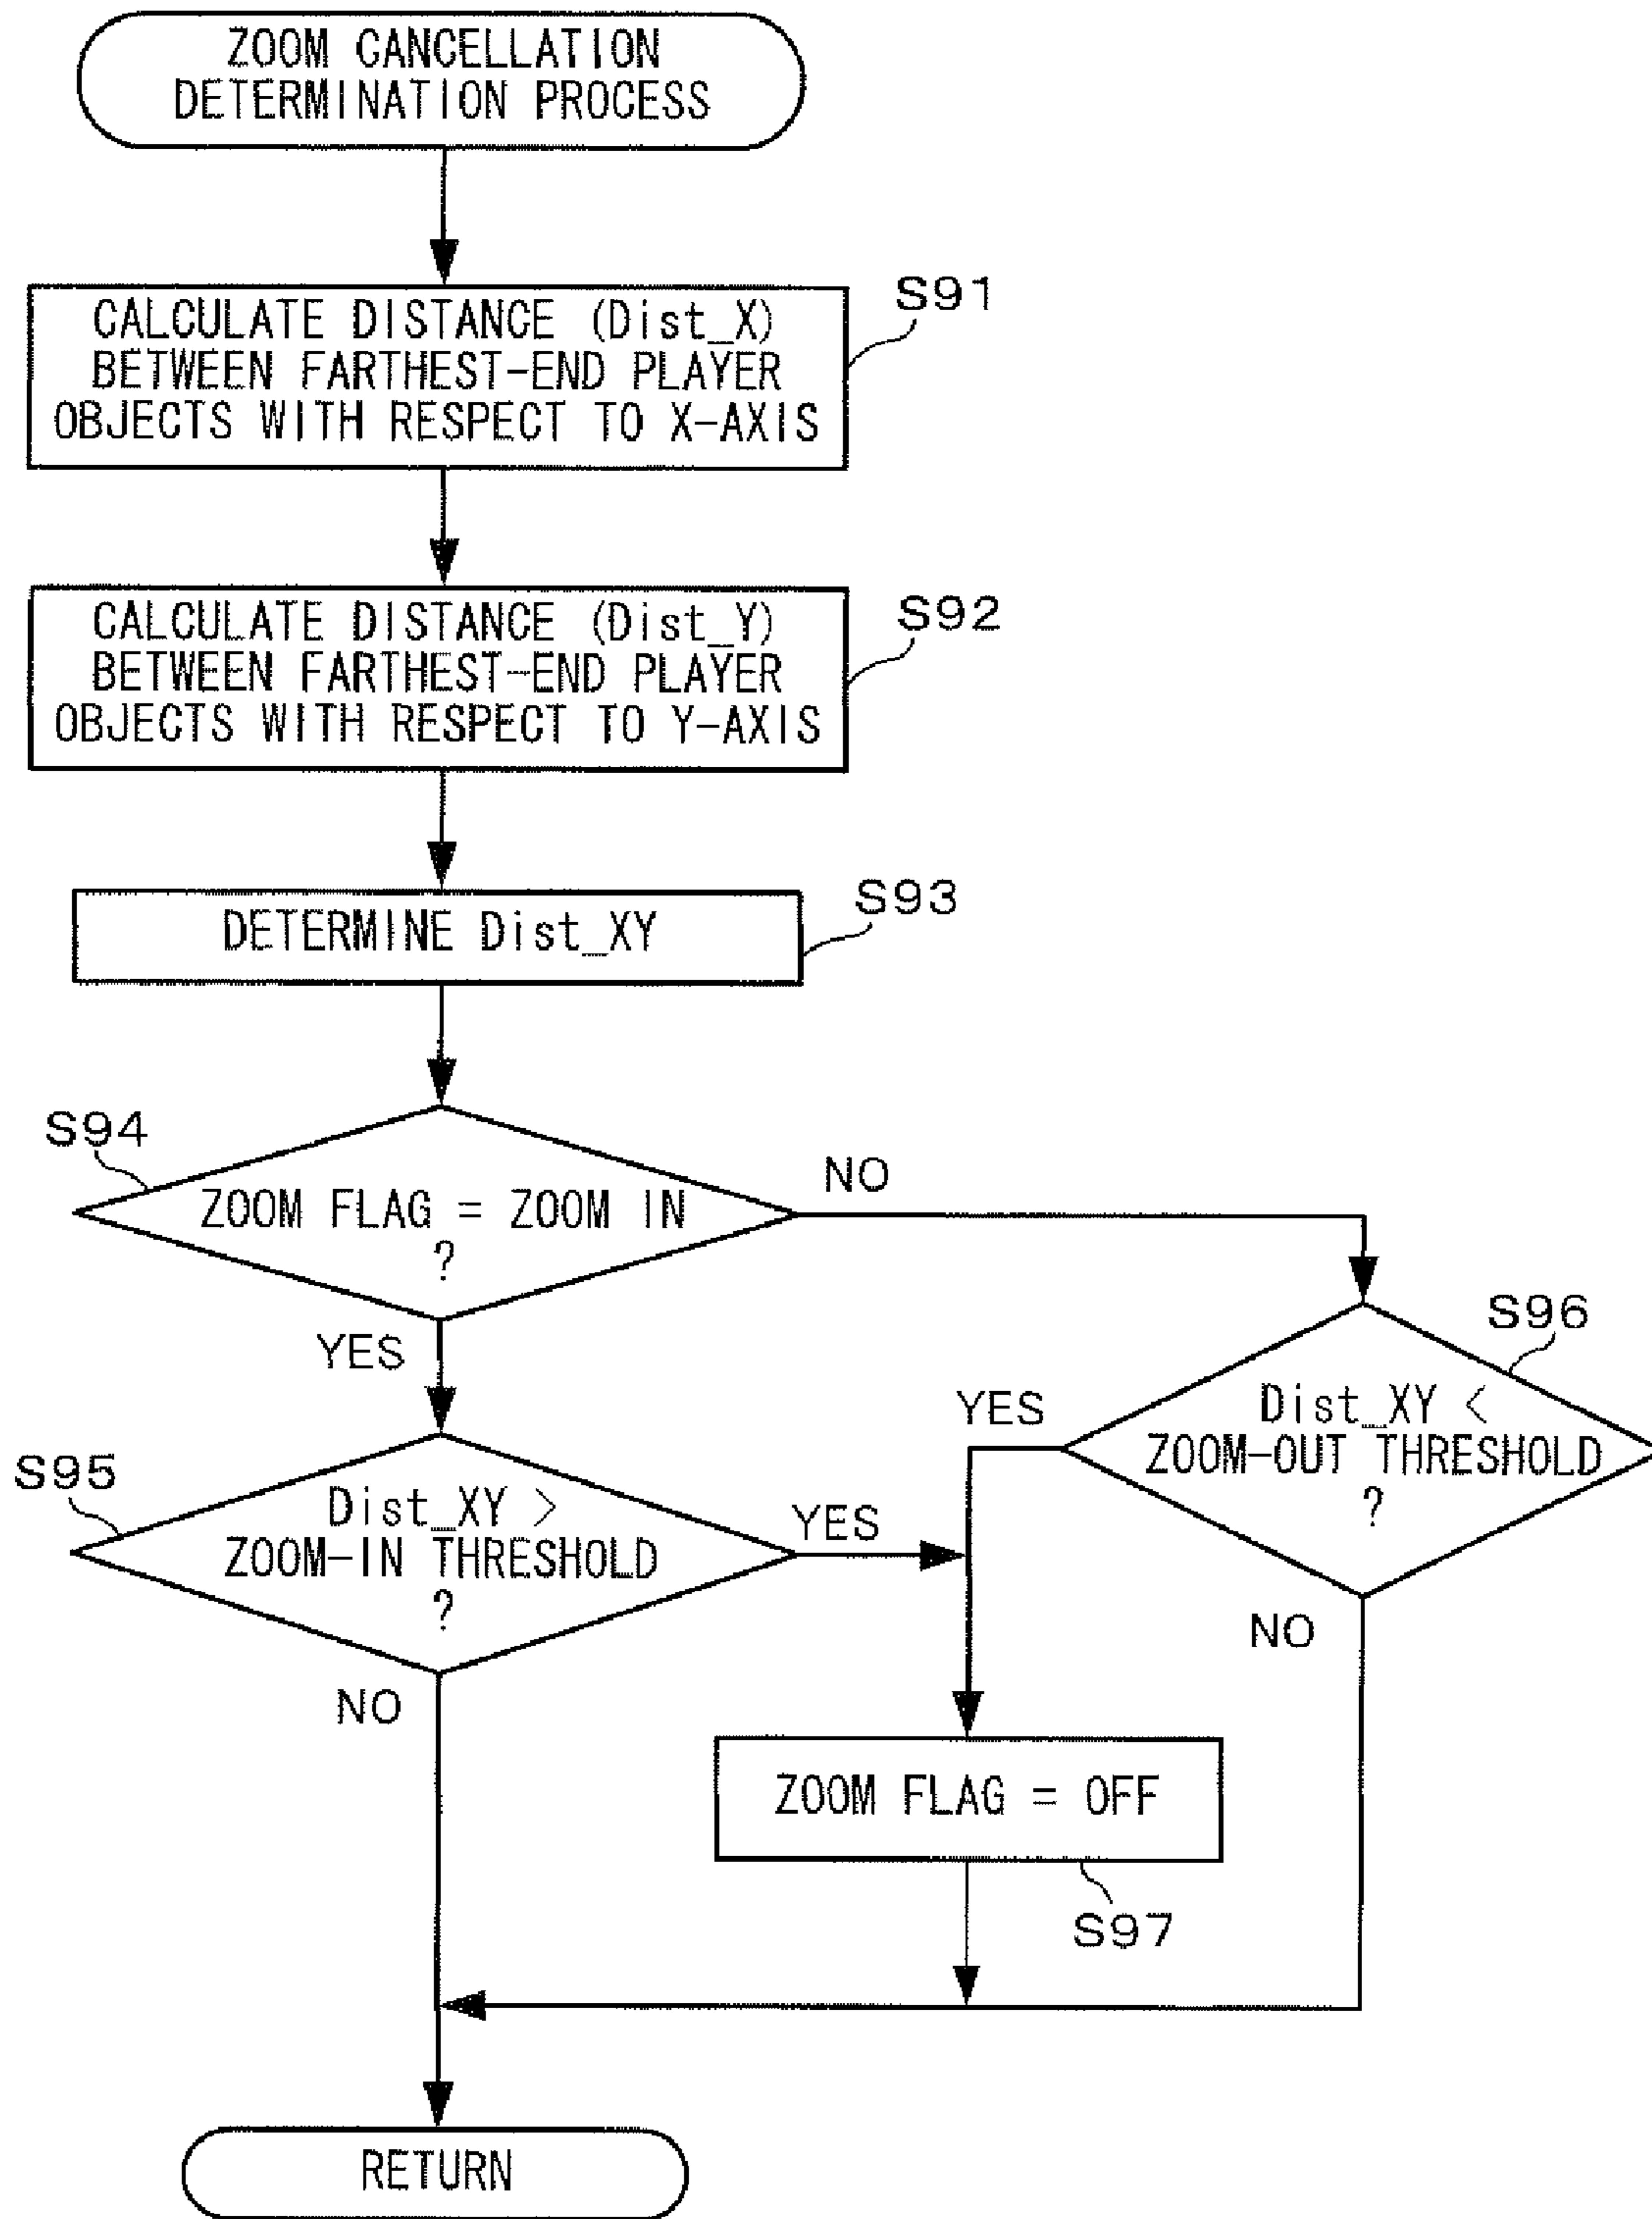 ZOOM CANCELLATION
DETERMINATION PROCESS
CALCULATE DISTANCE (Dist_X)
BETWEEN FARTHEST-END PLAYER
OBJECTS WITH RESPECT TO X-AXIS
S91
CALCULATE DISTANCE (Dist_Y)
BETWEEN FARTHEST-END PLAYER
OBJECTS WITH RESPECT TO Y-AXIS
S92
DETERMINE Dist_XY
S93
S94
ZOOM FLAG = ZOOM IN
?
NO
YES
S96
Dist_XY <
ZOOM-OUT THRESHOLD
?
YES
NO
S95
Dist_XY >
ZOOM-IN THRESHOLD
?
YES
NO
ZOOM FLAG = OFF
S97
RETURN